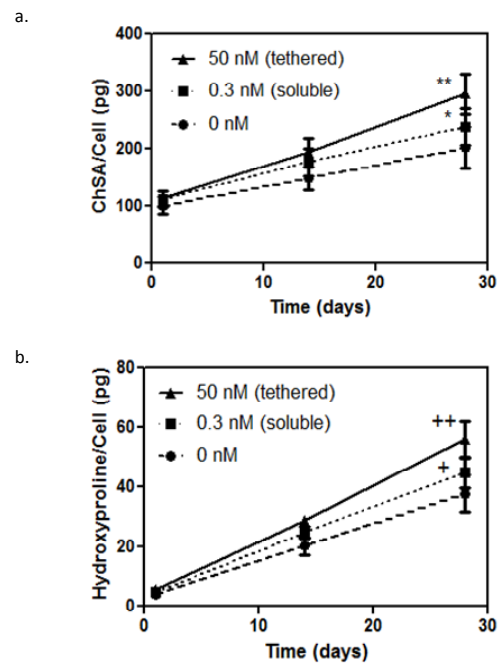 a.
400
300
200
100
0
ChSA/Cell (pg)
50 nM (tethered)
0.3 nM (soluble)
0 nM
**
*
0 10 20 30
Time (days)
b.
80
60
40
20
0
Hydroxyproline/Cell (pg)
50 nM (tethered)
0.3 nM (soluble)
0 nM
++
+
0 10 20 30
Time (days)